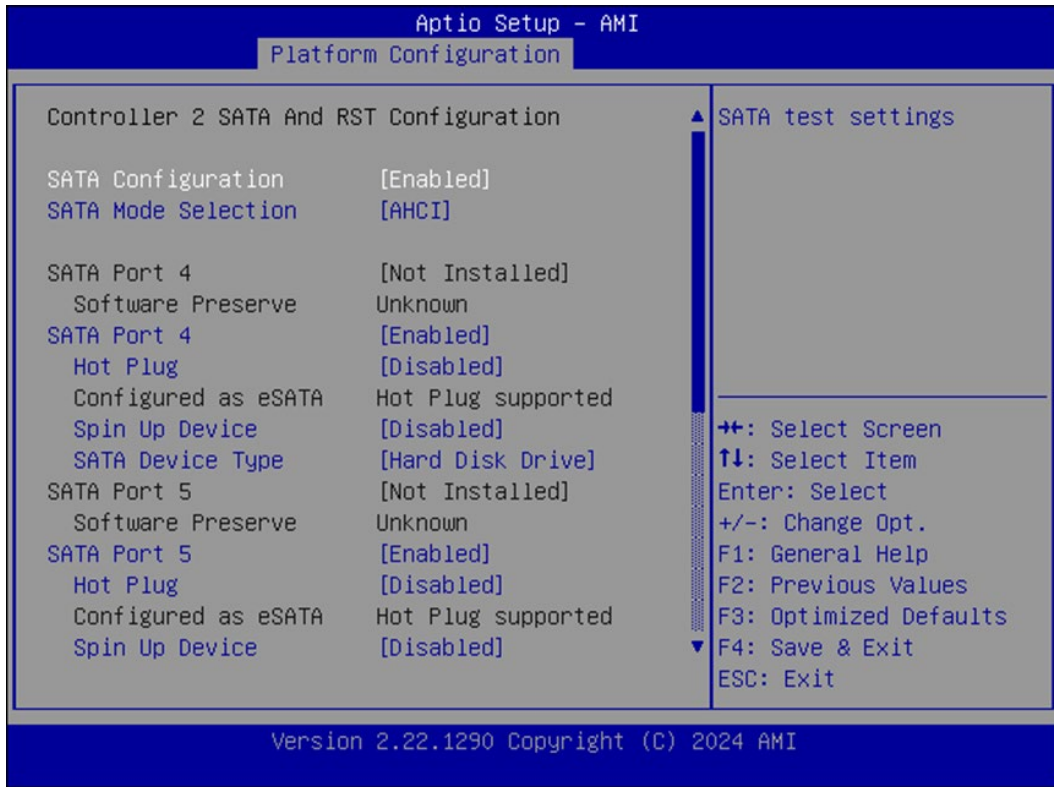 Aptio Setup – AMI
Platform Configuration
Controller 2 SATA And RST Configuration
SATA Configuration [Enabled]
SATA Mode Selection [AHCI]
SATA Port 4 [Not Installed]
Software Preserve Unknown
SATA Port 4 [Enabled]
Hot Plug [Disabled]
Configured as eSATA Hot Plug supported
Spin Up Device [Disabled]
SATA Device Type [Hard Disk Drive]
SATA Port 5 [Not Installed]
Software Preserve Unknown
SATA Port 5 [Enabled]
Hot Plug [Disabled]
Configured as eSATA Hot Plug supported
Spin Up Device [Disabled]
SATA test settings
→←: Select Screen
↑↓: Select Item
Enter: Select
+/-: Change Opt.
F1: General Help
F2: Previous Values
F3: Optimized Defaults
F4: Save & Exit
ESC: Exit
Version 2.22.1290 Copyright (C) 2024 AMI